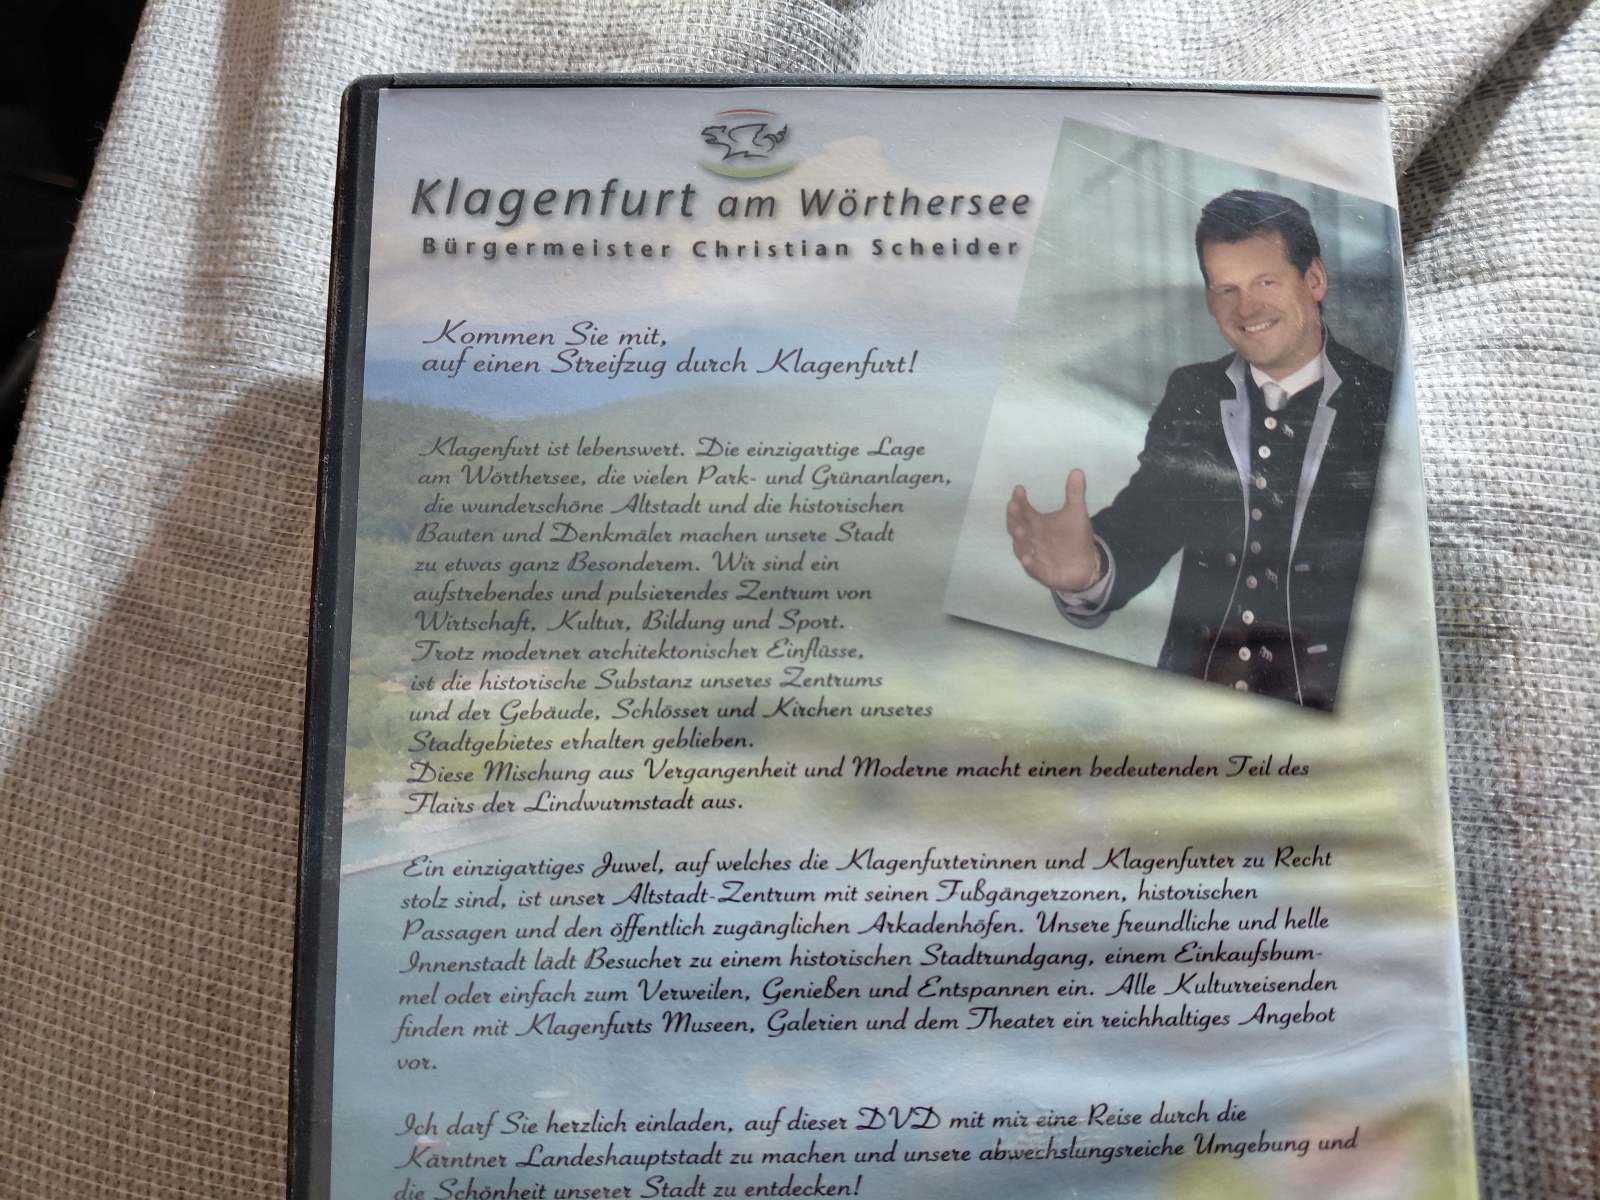 Klagenfurt am Wörthersee
Bürgermeister Christian Scheider
Kommen Sie mit,
auf einen Streifzug durch Klagenfurt!
Klagenfurt ist lebenswert. Die einzigartige Lage
am Wörthersee, die vielen Park- und Grünanlagen,
die wunderschöne Altstadt und die historischen
Bauten und Denkmäler machen unsere Stadt
zu etwas ganz Besonderem. Wir sind ein
aufstrebendes und pulsierendes Zentrum von
Wirtschaft, Kultur, Bildung und Sport.
Trotz moderner architektonischer Einflüsse,
ist die historische Substanz unseres Zentrums
und der Gebäude, Schlösser und Kirchen unseres
Stadtgebietes erhalten geblieben.
Diese Mischung aus Vergangenheit und Moderne macht einen bedeutenden Teil des
Flairs der Lindwurmstadt aus.
Ein einzigartiges Juwel, auf welches die Klagenfurterinnen und Klagenfurter zu Recht
stolz sind, ist unser Altstadt-Zentrum mit seinen Fußgängerzonen, historischen
Passagen und den öffentlich zugänglichen Arkadenhöfen. Unsere freundliche und helle
Innenstadt lädt Besucher zu einem historischen Stadtrundgang, einem Einkaufsbum-
mel oder einfach zum Verweilen, Genießen und Entspannen ein. Alle Kulturreisenden
finden mit Klagenfurts Museen, Galerien und dem Theater ein reichhaltiges Angebot
vor.
Ich darf Sie herzlich einladen, auf dieser DVD mit mir eine Reise durch die
Kärntner Landeshauptstadt zu machen und unsere abwechslungsreiche Umgebung und
die Schönheit unserer Stadt zu entdecken!